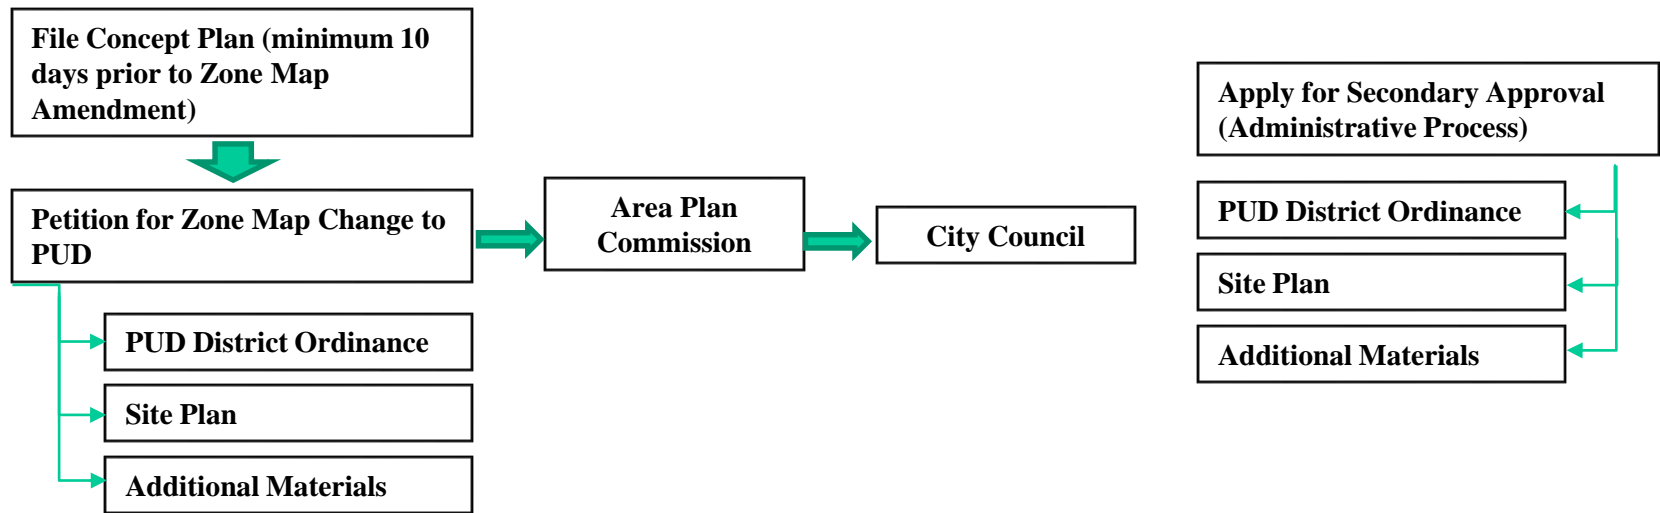 File Concept Plan (minimum 10
days prior to Zone Map
Amendment)
Petition for Zone Map Change to
PUD
PUD District Ordinance
Site Plan
Additional Materials
Area Plan
Commission
City Council
Apply for Secondary Approval
(Administrative Process)
PUD District Ordinance
Site Plan
Additional Materials